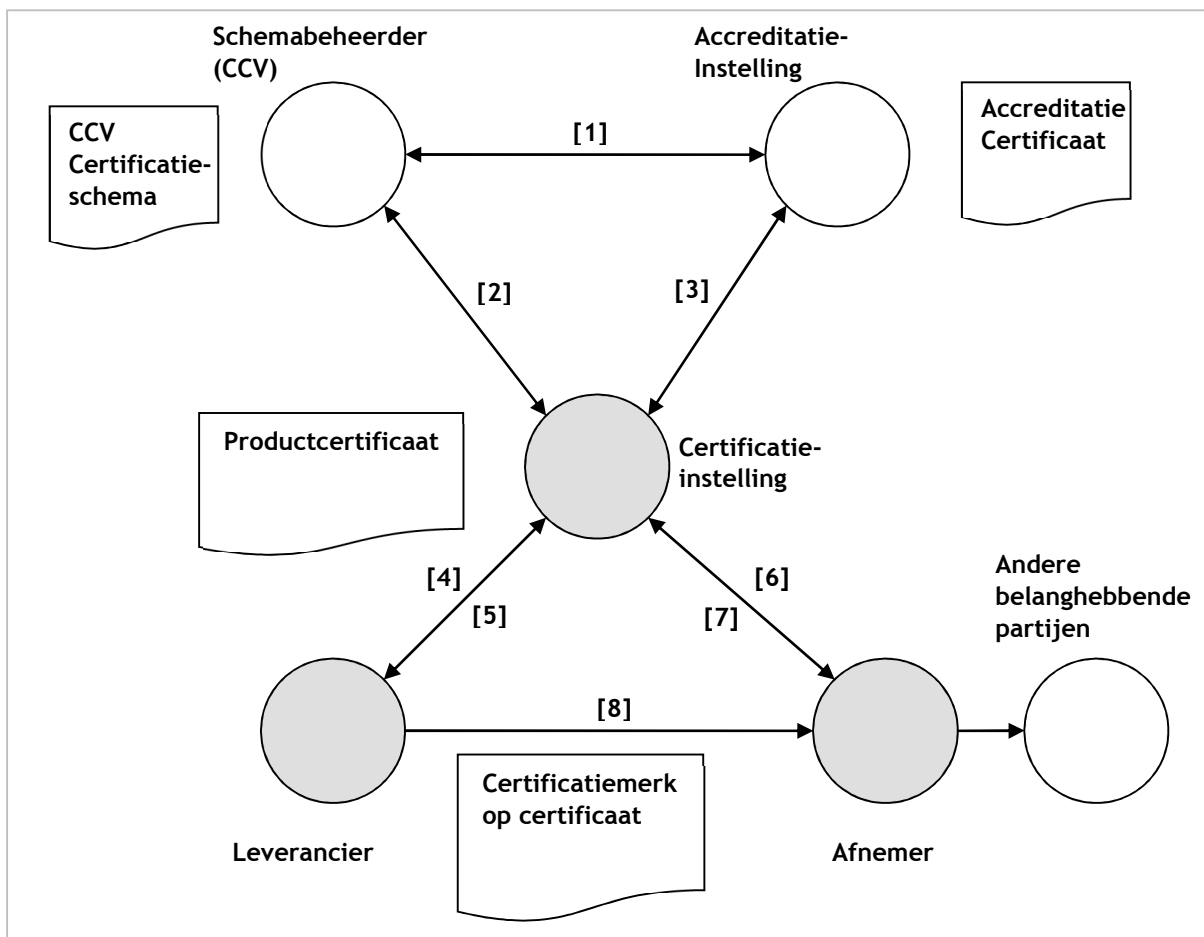 Schemabeheerder
(CCV)
Accreditatie-
Instelling
CCV
Certificatie-
schema
[1]
Accreditatie
Certificaat
[2]
[3]
Productcertificaat
Certificatie-
instelling
[4]
[5]
[6]
[7]
Andere
belanghebbende
partijen
[8]
Certificatiemerk
op certificaat
Leverancier
Afnemer